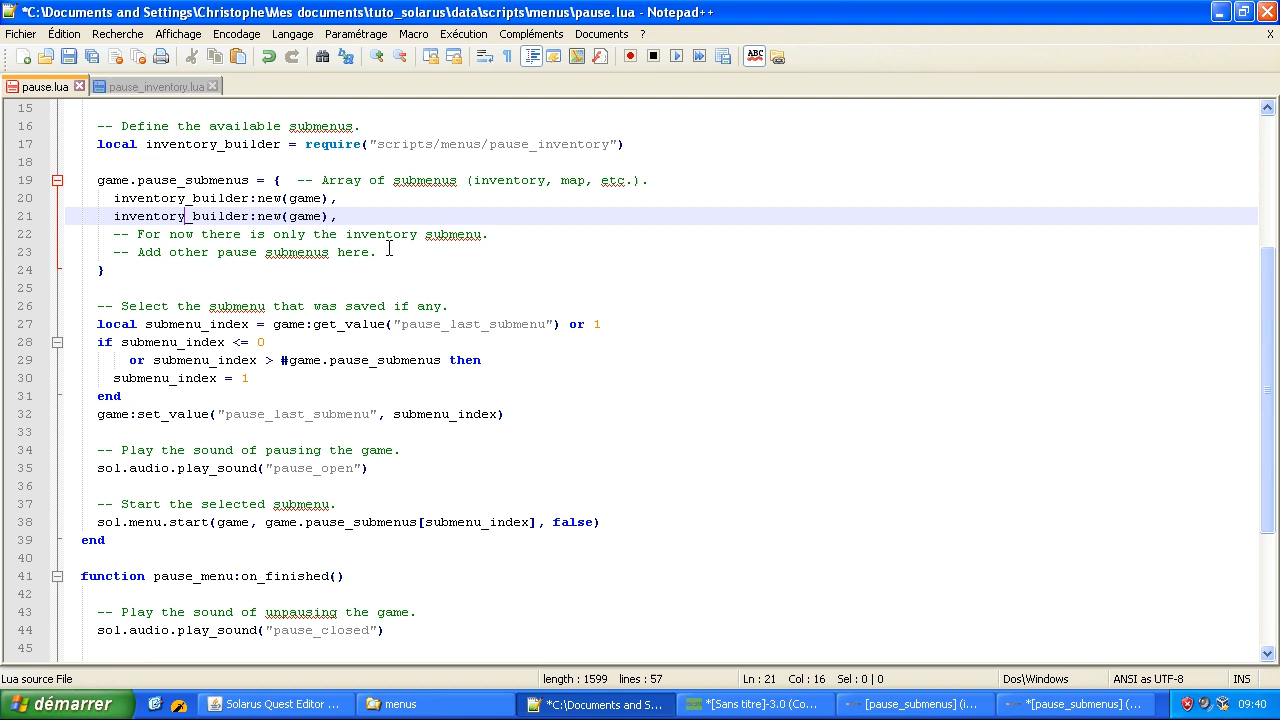 *C:\Documents and Settings\Christophe\Mes documents\tuto_solarus\data\scripts\menus\pause.lua - Notepad++
Fichier Édition Recherche Affichage Encodage Langage Paramétrage Macro Exécution Compléments Documents ? X
ABC
pause.lua pause_inventory.lua
15
16 -- Define the available submenus.
17 local inventory_builder = require("scripts/menus/pause_inventory")
18
19 game.pause_submenus = { -- Array of submenus (inventory, map, etc.).
20 inventory_builder:new(game),
21 inventory_builder:new(game),
22 -- For now there is only the inventory submenu.
23 -- Add other pause submenus here.
24 }
25
26 -- Select the submenu that was saved if any.
27 local submenu_index = game:get_value("pause_last_submenu") or 1
28 if submenu_index <= 0
29 or submenu_index > #game.pause_submenus then
30 submenu_index = 1
31 end
32 game:set_value("pause_last_submenu", submenu_index)
33
34 -- Play the sound of pausing the game.
35 sol.audio.play_sound("pause_open")
36
37 -- Start the selected submenu.
38 sol.menu.start(game, game.pause_submenus[submenu_index], false)
39 end
40
41 function pause_menu:on_finished()
42
43 -- Play the sound of unpausing the game.
44 sol.audio.play_sound("pause_closed")
45
Lua source File length : 1599 lines : 57 Ln : 21 Col : 16 Sel : 0 | 0 Dos\Windows ANSI as UTF-8 INS
démarrer Solarus Quest Editor ... menus *C:\Documents and S... *[Sans titre]-3.0 (Co... [pause_submenu] (i... *[pause_submenu] (... 09:40